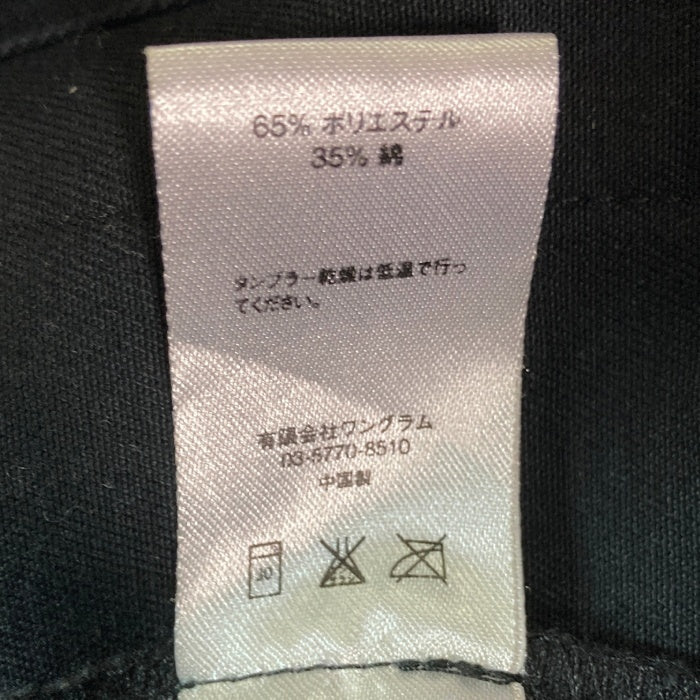 65% ポリエステル
35% 綿
タンブラー乾燥は低温で行っ
てください。
有限会社ワングラム
03-5770-8510
中国製
30